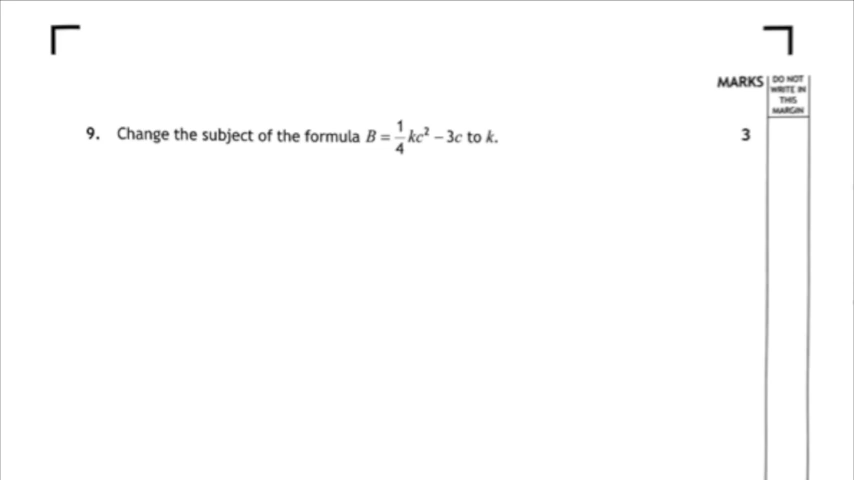 MARKS
DO NOT
WRITE IN
THIS
MARGIN
9. Change the subject of the formula B = 1/4 kc² – 3c to k.
3